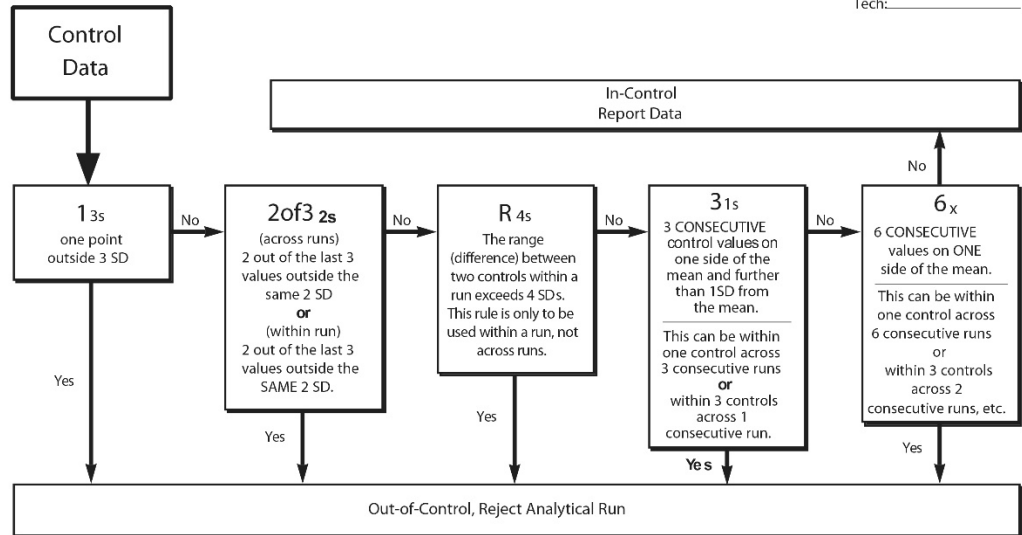 Tech:
Control
Data
In-Control
Report Data
No
1 3s
one point
outside 3 SD
No
2of3 2s
(across runs)
2 out of the last 3
values outside the
same 2 SD
or
(within run)
2 out of the last 3
values outside the
SAME 2 SD.
No
R 4s
The range
(difference) between
two controls within a
run exceeds 4 SDs.
This rule is only to be
used within a run, not
across runs.
No
3 1s
3 CONSECUTIVE
control values on
one side of the
mean and further
than 1SD from
the mean.
This can be within
one control across
3 consecutive runs
or
within 3 controls
across 1
consecutive run.
No
6 x
6 CONSECUTIVE
values on ONE
side of the mean.
This can be within
one control across
6 consecutive runs
or
within 3 controls
across 2
consecutive runs, etc.
Yes
Yes
Yes
Yes
Yes
Out-of-Control, Reject Analytical Run